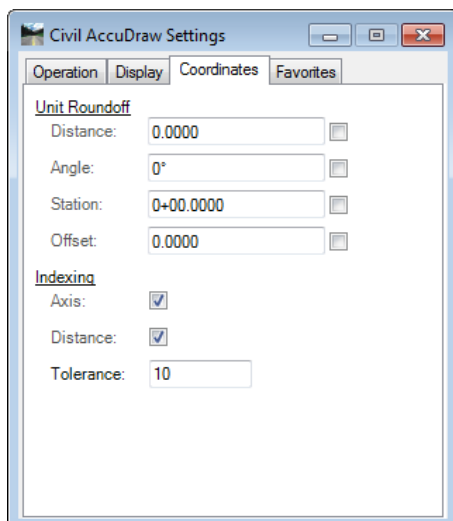 Civil AccuDraw Settings
Operation Display Coordinates Favorites
Unit Roundoff
Distance: 0.0000
Angle: 0°
Station: 0+00.0000
Offset: 0.0000
Indexing
Axis:
Distance:
Tolerance: 10